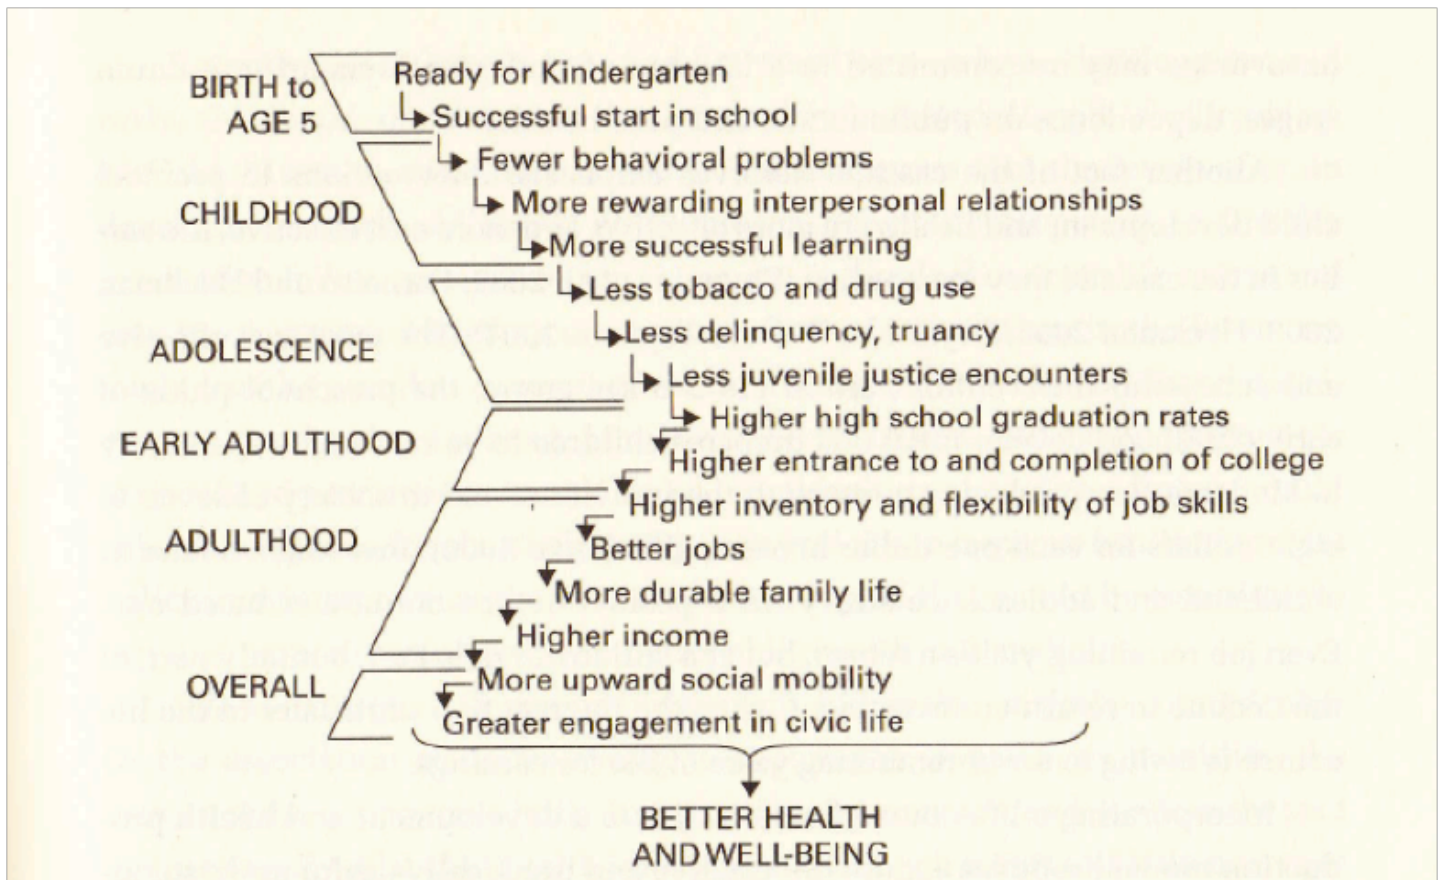 BIRTH to
AGE 5
Ready for Kindergarten
Successful start in school
Fewer behavioral problems
CHILDHOOD
More rewarding interpersonal relationships
More successful learning
Less tobacco and drug use
Less delinquency, truancy
ADOLESCENCE
Less juvenile justice encounters
Higher high school graduation rates
EARLY ADULTHOOD
Higher entrance to and completion of college
Higher inventory and flexibility of job skills
ADULTHOOD
Better jobs
More durable family life
Higher income
OVERALL
More upward social mobility
Greater engagement in civic life
BETTER HEALTH
AND WELL-BEING